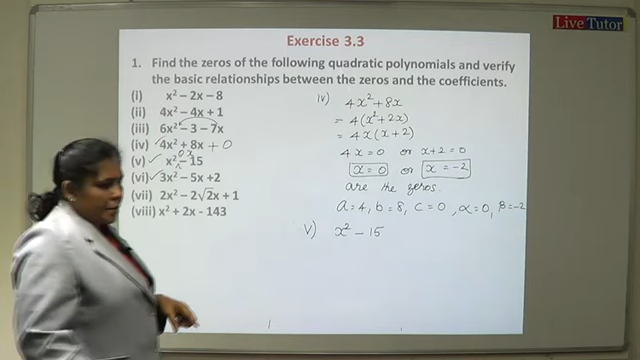 LiveTutor
Exercise 3.3
1. Find the zeros of the following quadratic polynomials and verify
the basic relationships between the zeros and the coefficients.
(i) x² – 2x – 8
(ii) 4x² – 4x + 1
(iii) 6x² – 3 – 7x
(iv) 4x² + 8x + 0
(v) x² 0x – 15
(vi) 3x² – 5x +2
(vii) 2x² – 2√2x + 1
(viii) x² + 2x - 143
iv) 4x² + 8x
= 4(x² + 2x)
= 4x(x + 2)
4x = 0 or x + 2 = 0
x = 0 or x = -2
are the zeros.
a = 4, b = 8, c = 0, α = 0, β = -2
v) x² - 15